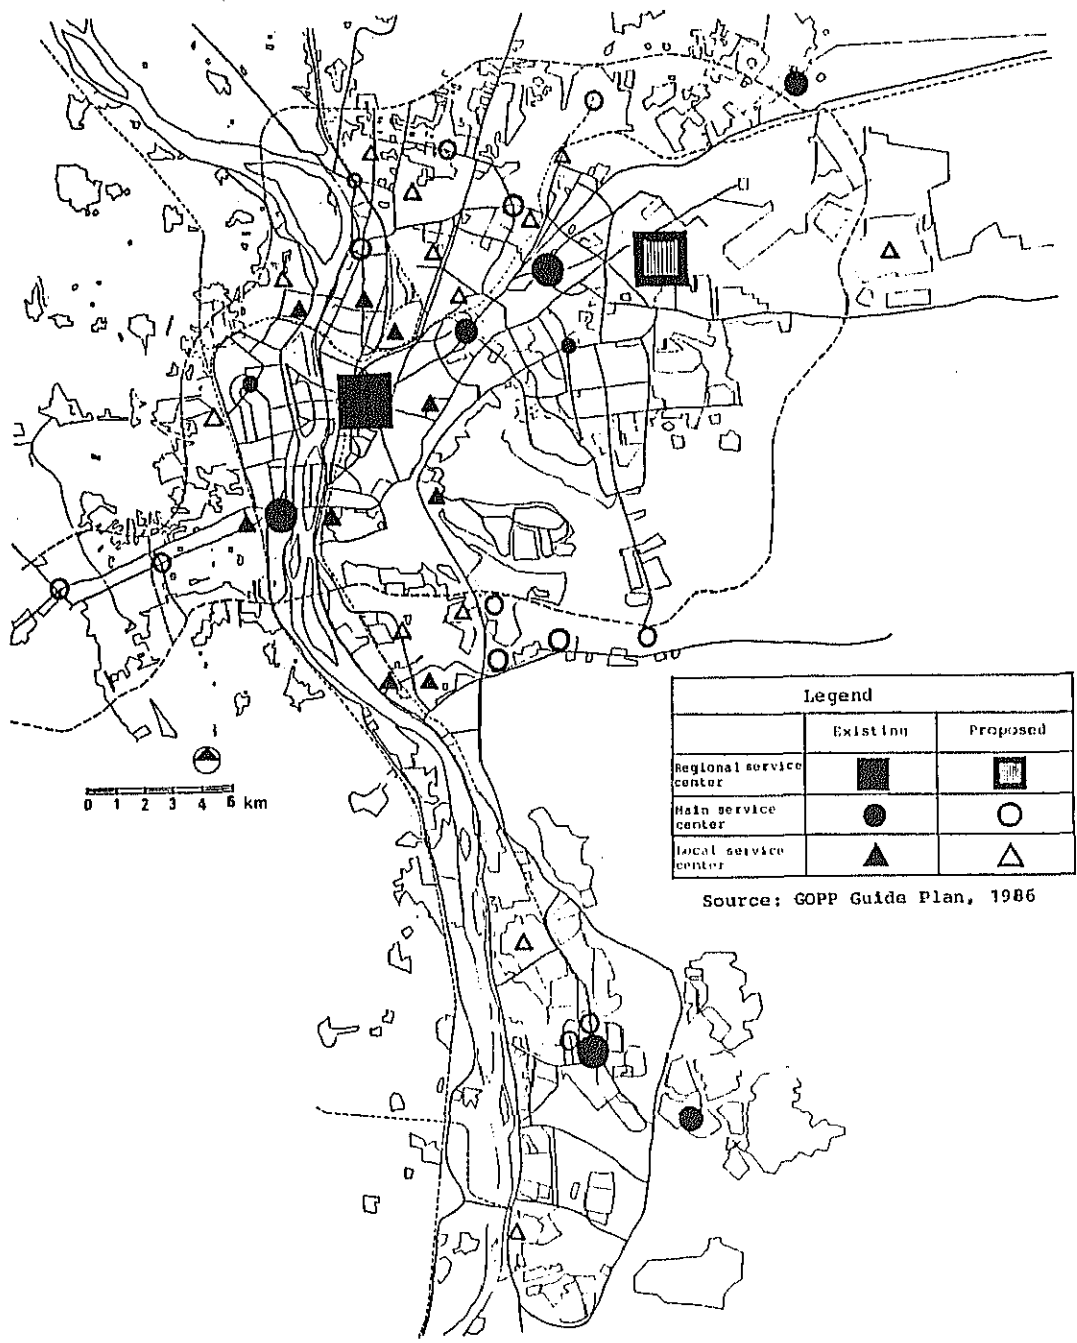 0 1 2 3 4 6 km
Legend
Existing Proposed
Regional service
center
Main service
center
Local service
center
Source: GOPP Guide Plan, 1986